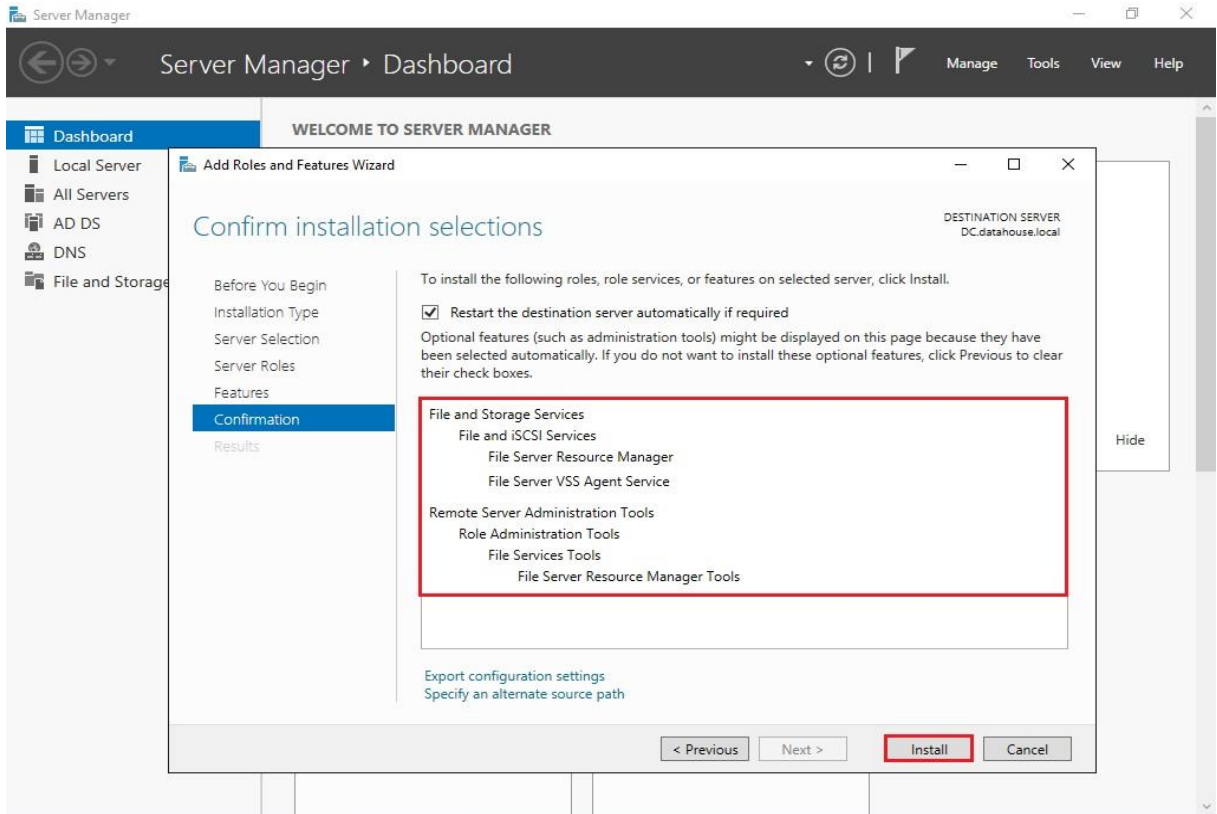 Server Manager
Server Manager ‣ Dashboard
Manage Tools View Help
Dashboard
Local Server
All Servers
AD DS
DNS
File and Storage
WELCOME TO SERVER MANAGER
Add Roles and Features Wizard
Confirm installation selections
DESTINATION SERVER
DC.datahouse.local
Before You Begin
Installation Type
Server Selection
Server Roles
Features
Confirmation
Results
To install the following roles, role services, or features on selected server, click Install.
Restart the destination server automatically if required
Optional features (such as administration tools) might be displayed on this page because they have
been selected automatically. If you do not want to install these optional features, click Previous to clear
their check boxes.
File and Storage Services
File and iSCSI Services
File Server Resource Manager
File Server VSS Agent Service
Remote Server Administration Tools
Role Administration Tools
File Services Tools
File Server Resource Manager Tools
Export configuration settings
Specify an alternate source path
< Previous Next > Install Cancel
Hide